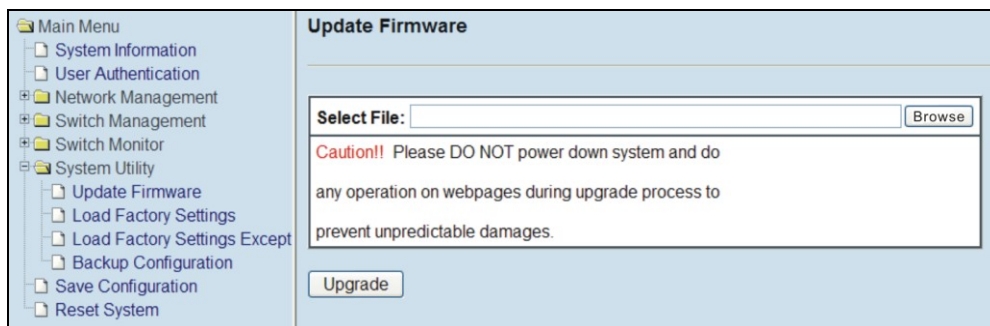 Main Menu
System Information
User Authentication
Network Management
Switch Management
Switch Monitor
System Utility
Update Firmware
Load Factory Settings
Load Factory Settings Except
Backup Configuration
Save Configuration
Reset System
Update Firmware
Select File: Browse
Caution!! Please DO NOT power down system and do
any operation on webpages during upgrade process to
prevent unpredictable damages.
Upgrade